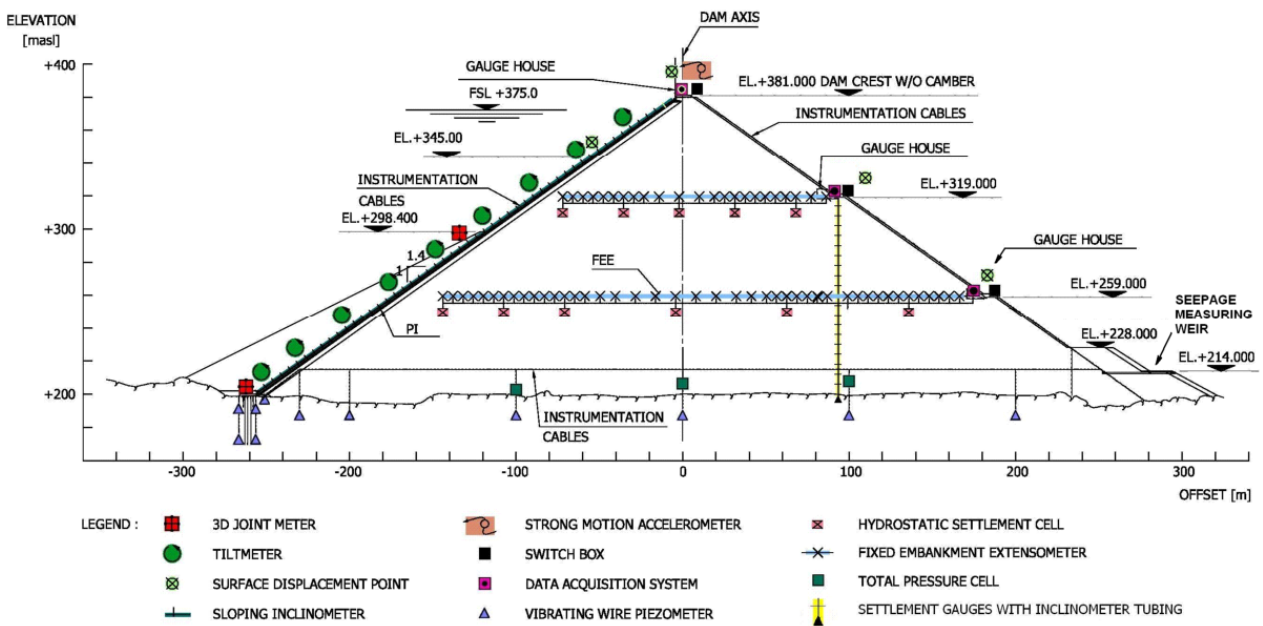 DAM AXIS
ELEVATION
[masl]
+400
GAUGE HOUSE
FSL +375.0
EL.+381.000 DAM CREST W/O CAMBER
INSTRUMENTATION CABLES
EL.+345.00
GAUGE HOUSE
INSTRUMENTATION
CABLES
EL.+319.000
EL.+298.400
+300
GAUGE HOUSE
1.4
1
FEE
EL.+259.000
SEEPAGE
MEASURING
WEIR
PI
EL.+228.000
EL.+214.000
+200
INSTRUMENTATION
CABLES
-300
-200
-100
0
100
200
300
OFFSET [m]
LEGEND :
3D JOINT METER
STRONG MOTION ACCELEROMETER
HYDROSTATIC SETTLEMENT CELL
TILTMETER
SWITCH BOX
FIXED EMBANKMENT EXTENSOMETER
SURFACE DISPLACEMENT POINT
DATA ACQUISITION SYSTEM
TOTAL PRESSURE CELL
SLOPING INCLINOMETER
VIBRATING WIRE PIEZOMETER
SETTLEMENT GAUGES WITH INCLINOMETER TUBING